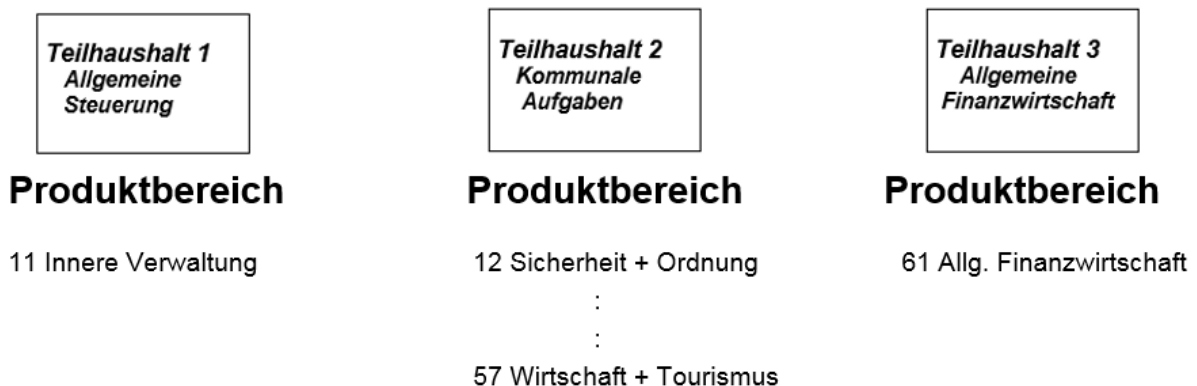 Teilhaushalt 1
Allgemeine
Steuerung
Produktbereich
11 Innere Verwaltung
Teilhaushalt 2
Kommunale
Aufgaben
Produktbereich
12 Sicherheit + Ordnung
:
:
57 Wirtschaft + Tourismus
Teilhaushalt 3
Allgemeine
Finanzwirtschaft
Produktbereich
61 Allg. Finanzwirtschaft